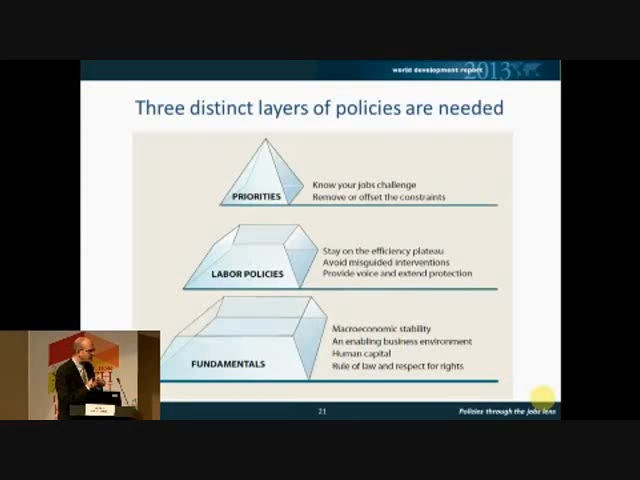 world development report 2013
Three distinct layers of policies are needed
PRIORITIES
Know your jobs challenge
Remove or offset the constraints
LABOR POLICIES
Stay on the efficiency plateau
Avoid misguided interventions
Provide voice and extend protection
FUNDAMENTALS
Macroeconomic stability
An enabling business environment
Human capital
Rule of law and respect for rights
21
Policies through the jobs lens